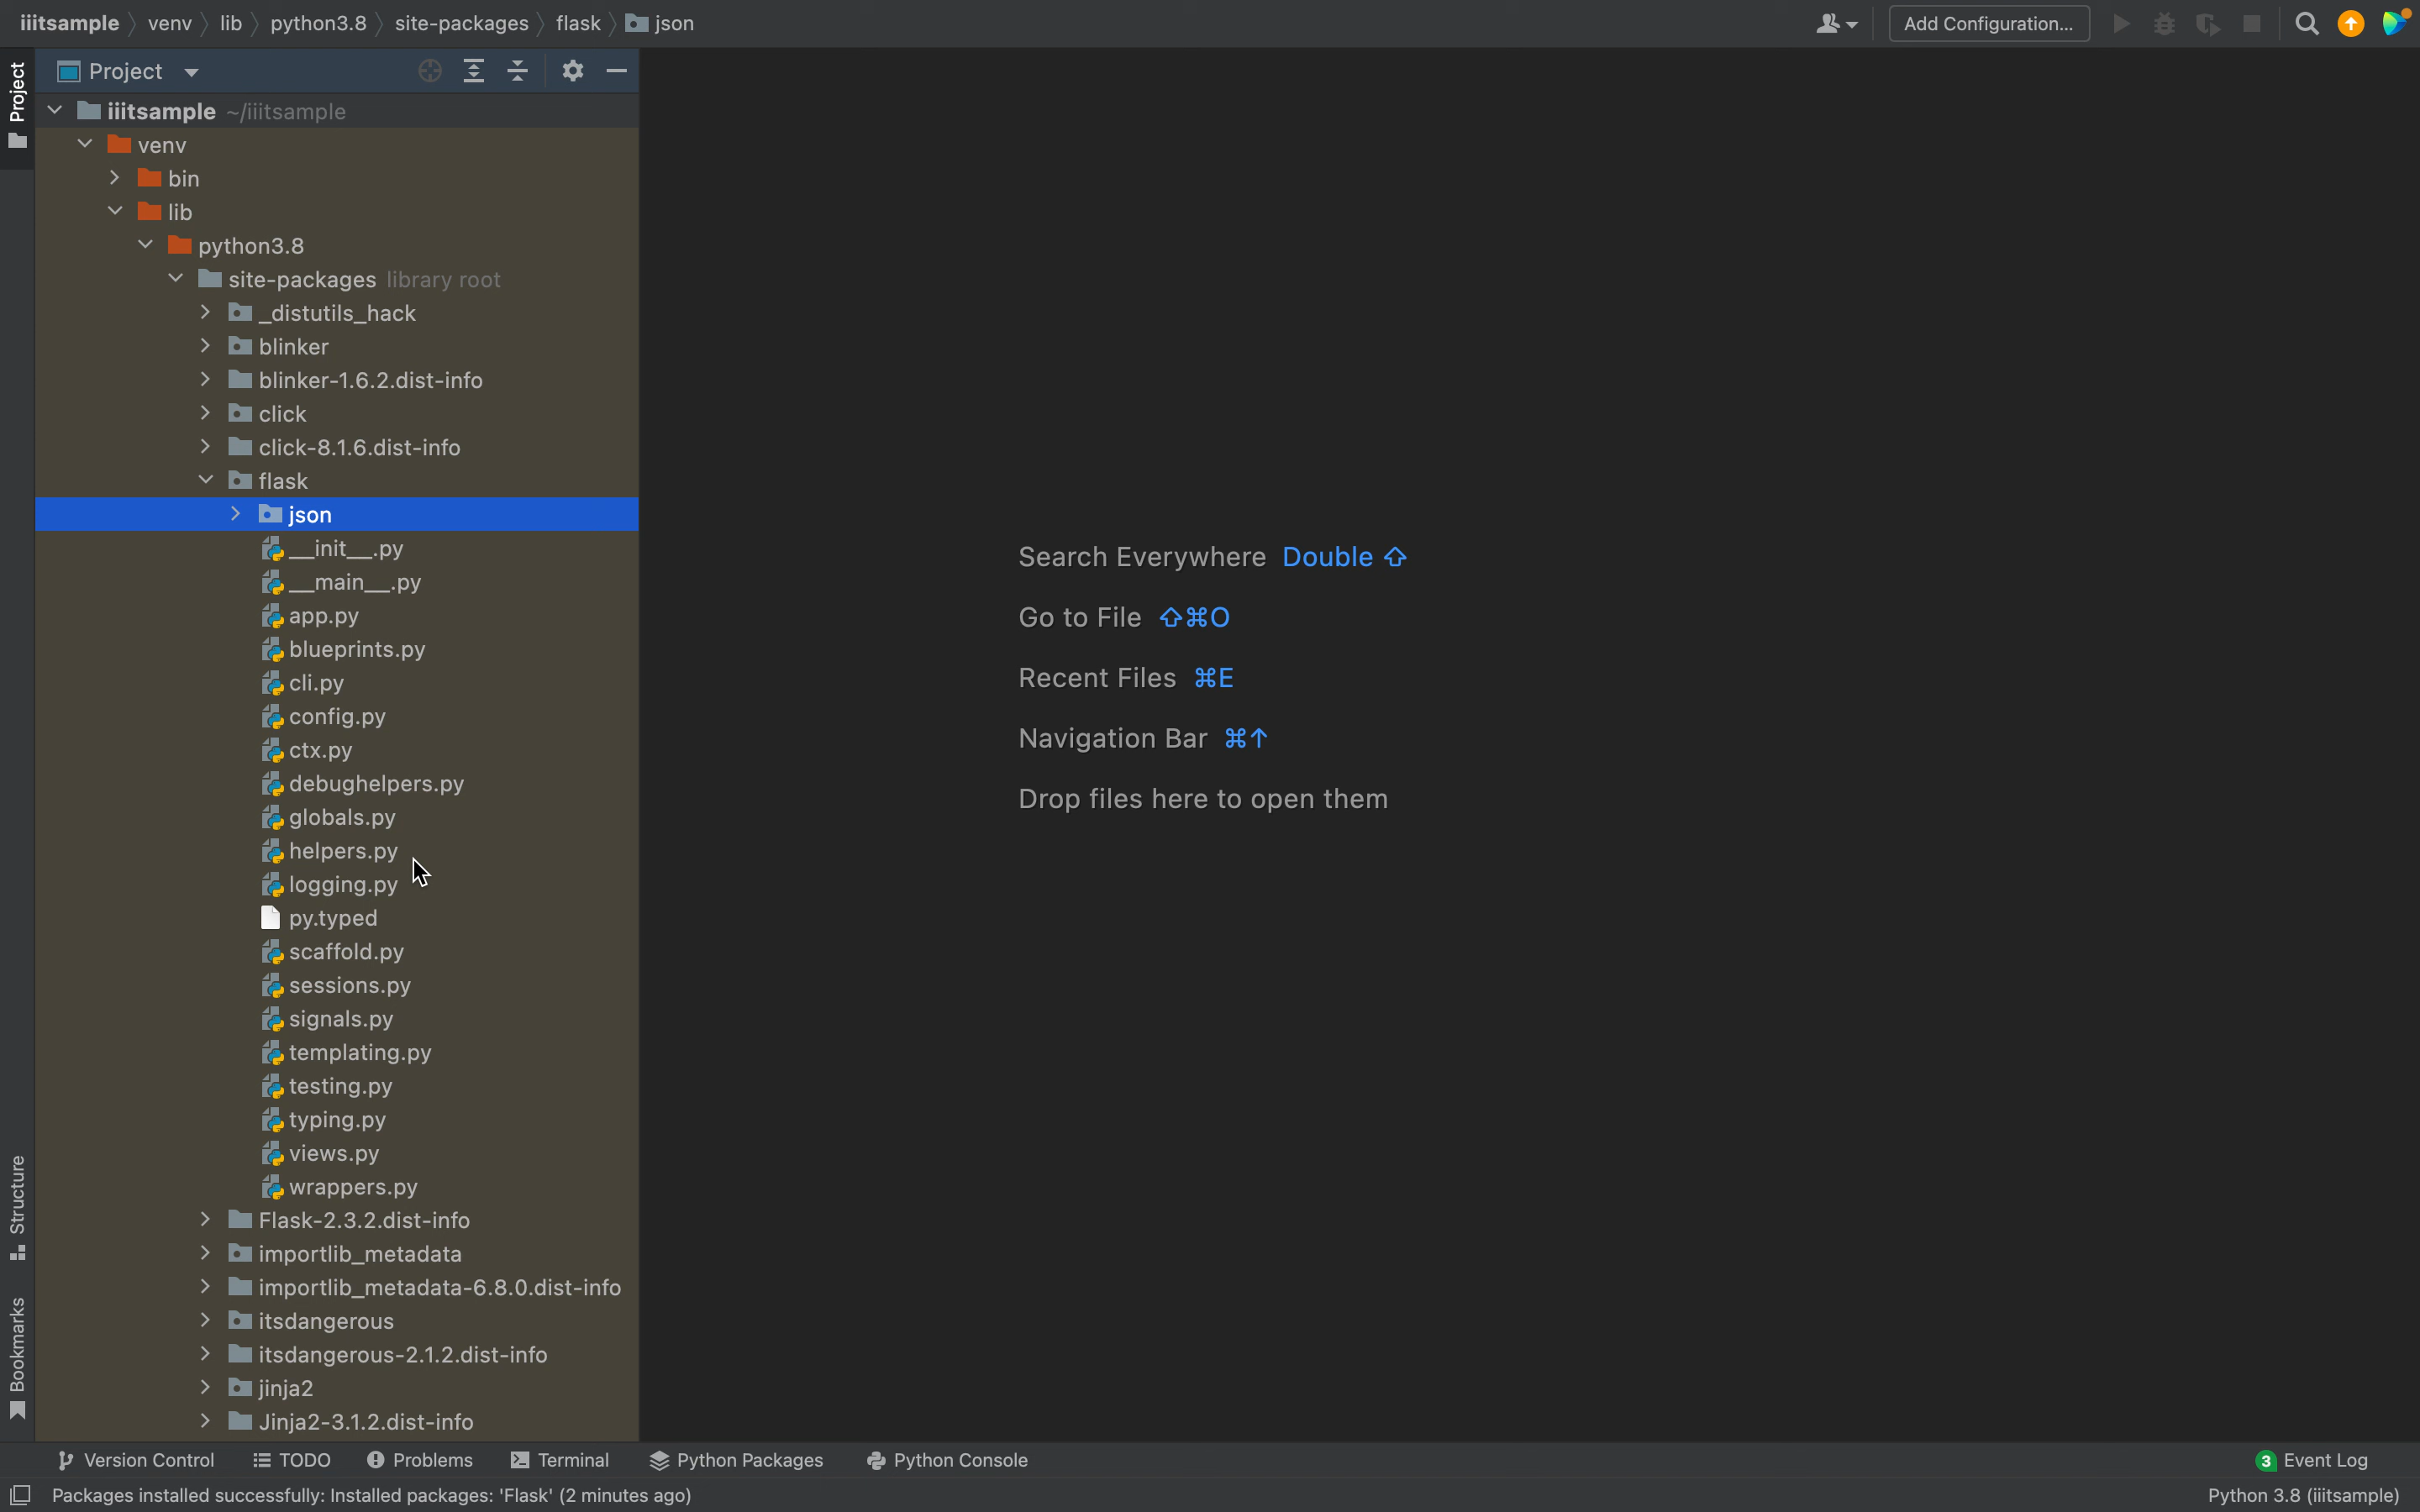 iiitsample venv lib python3.8 site-packages flask json
Add Configuration...
Project
Project
iiitsample ~/iiitsample
venv
bin
lib
python3.8
site-packages library root
_distutils_hack
blinker
blinker-1.6.2.dist-info
click
click-8.1.6.dist-info
flask
json
__init__.py
__main__.py
app.py
blueprints.py
cli.py
config.py
ctx.py
debughelpers.py
globals.py
helpers.py
logging.py
py.typed
scaffold.py
sessions.py
signals.py
templating.py
testing.py
typing.py
views.py
wrappers.py
Flask-2.3.2.dist-info
importlib_metadata
importlib_metadata-6.8.0.dist-info
itsdangerous
itsdangerous-2.1.2.dist-info
jinja2
Jinja2-3.1.2.dist-info
Structure
Bookmarks
Search Everywhere Double ⇧
Go to File ⇧⌘O
Recent Files ⌘E
Navigation Bar ⌘↑
Drop files here to open them
Version Control TODO Problems Terminal Python Packages Python Console 3 Event Log
Packages installed successfully: Installed packages: 'Flask' (2 minutes ago) Python 3.8 (iiitsample)